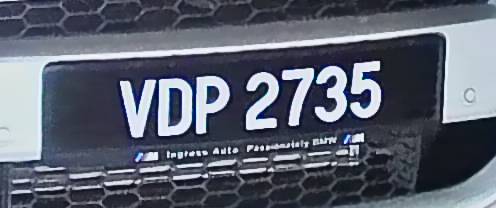 VDP 2735
Ingress Auto Passionately BMW